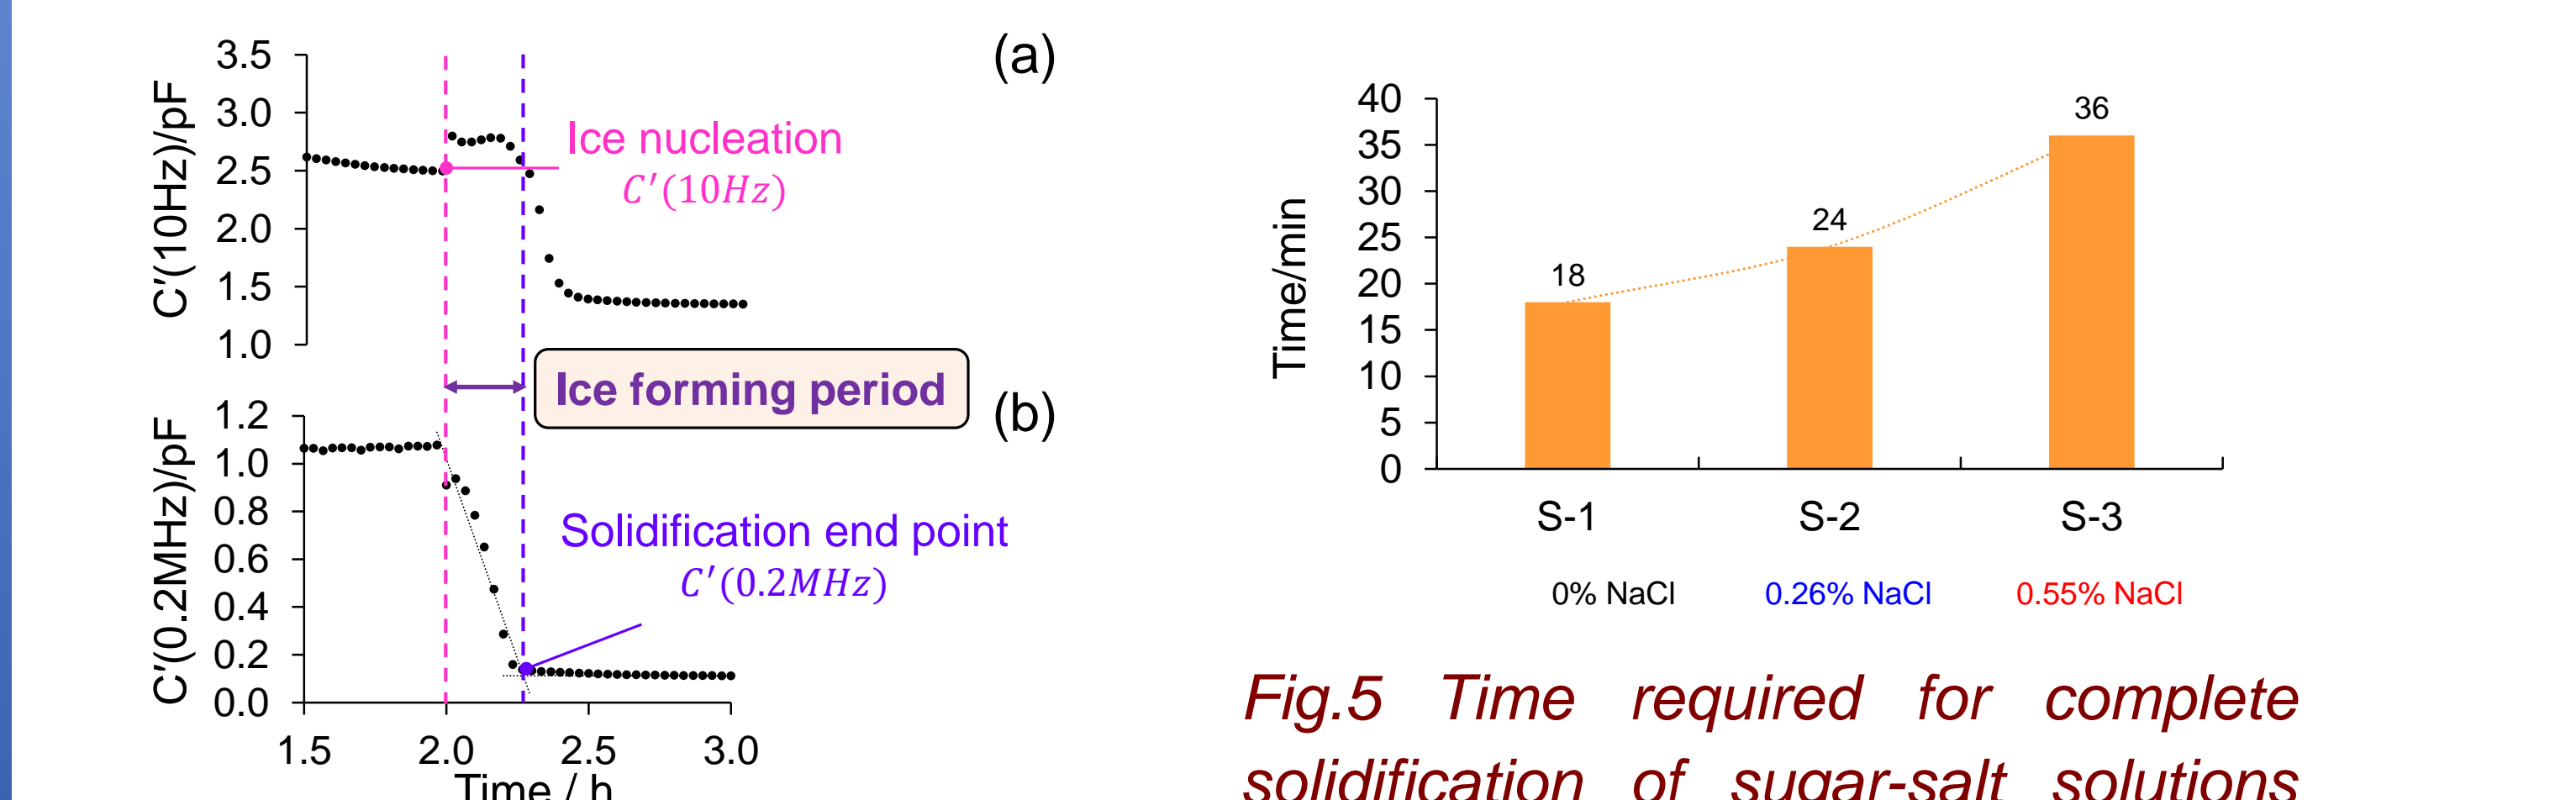 (a)
3.5
3.0
2.5
2.0
1.5
1.0
C′(10Hz)/pF
Ice nucleation
C′(10Hz)
Ice forming period
(b)
1.2
1.0
0.8
0.6
0.4
0.2
0.0
C′(0.2MHz)/pF
Solidification end point
C′(0.2MHz)
1.5 2.0 2.5 3.0
Time / h
40
35
30
25
20
15
10
5
0
Time/min
18
24
36
S-1 S-2 S-3
0% NaCl 0.26% NaCl 0.55% NaCl
Fig.5 Time required for complete
solidification of sugar-salt solutions